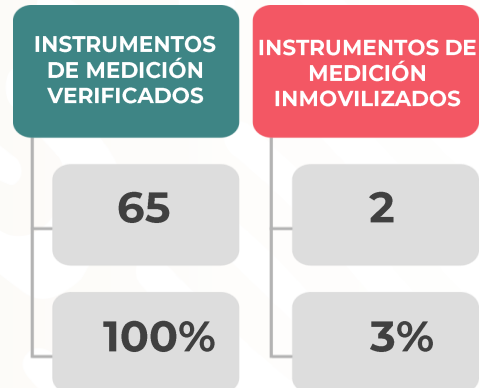 INSTRUMENTOS
DE MEDICIÓN
VERIFICADOS
65
100%
INSTRUMENTOS DE
MEDICIÓN
INMOVILIZADOS
2
3%